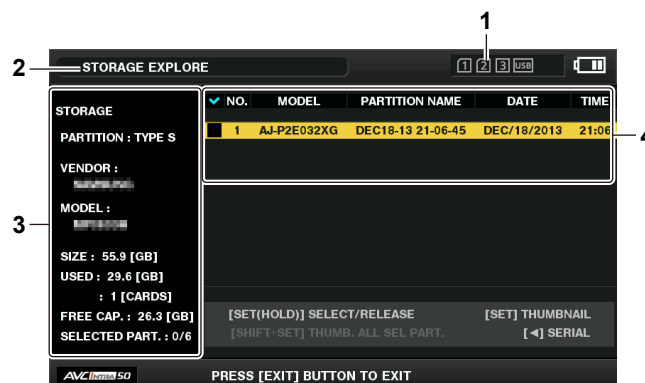 1
2
STORAGE EXPLORE
1 2 3 USB
NO. MODEL PARTITION NAME DATE TIME
1 AJ-P2E032XG DEC18-13 21-06-45 DEC/18/2013 21:06
4
STORAGE
PARTITION : TYPE S
VENDOR :
MODEL :
3
SIZE : 55.9 [GB]
USED : 29.6 [GB]
: 1 [CARDS]
FREE CAP. : 26.3 [GB]
SELECTED PART. : 0/6
[SET(HOLD)] SELECT/RELEASE [SET] THUMBNAIL
[SHIFT+SET] THUMB. ALL SEL PART. [◄] SERIAL
AVC INTRA 50 PRESS [EXIT] BUTTON TO EXIT